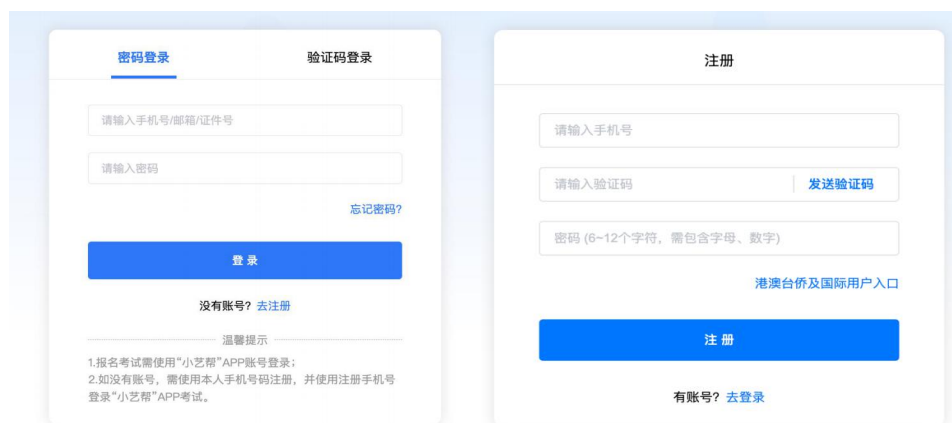 密码登录 验证码登录
请输入手机号/邮箱/证件号
请输入密码
忘记密码?
登 录
没有账号? 去注册
温馨提示
1.报名考试需使用“小艺帮”APP账号登录;
2.如没有账号，需使用本人手机号码注册，并使用注册手机号
登录“小艺帮”APP考试。
注册
请输入手机号
请输入验证码 发送验证码
密码 (6~12个字符，需包含字母、数字)
港澳台侨及国际用户入口
注 册
有账号? 去登录